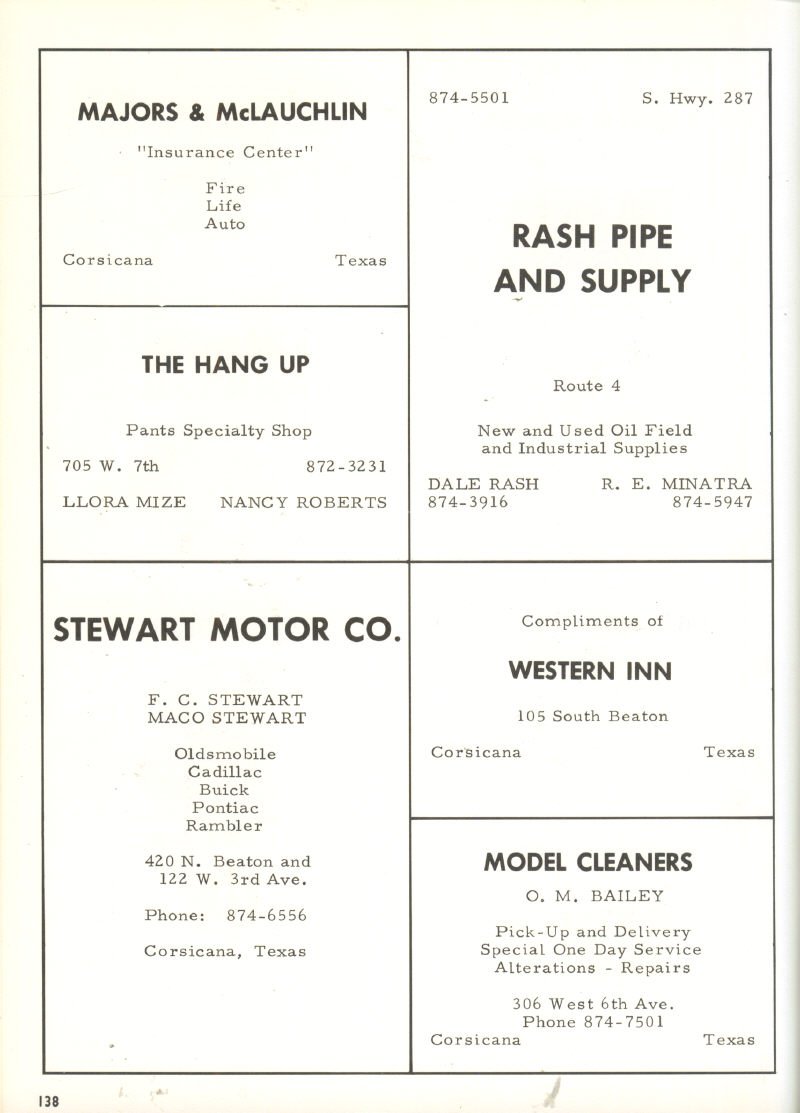 MAJORS & McLAUCHLIN
"Insurance Center"
Fire
Life
Auto
Corsicana Texas
THE HANG UP
Pants Specialty Shop
705 W. 7th 872-3231
LLORA MIZE NANCY ROBERTS
STEWART MOTOR CO.
F. C. STEWART
MACO STEWART
Oldsmobile
Cadillac
Buick
Pontiac
Rambler
420 N. Beaton and
122 W. 3rd Ave.
Phone: 874-6556
Corsicana, Texas
874-5501 S. Hwy. 287
RASH PIPE
AND SUPPLY
Route 4
New and Used Oil Field
and Industrial Supplies
DALE RASH R. E. MINATRA
874-3916 874-5947
Compliments of
WESTERN INN
105 South Beaton
Corsicana Texas
MODEL CLEANERS
O. M. BAILEY
Pick-Up and Delivery
Special One Day Service
Alterations - Repairs
306 West 6th Ave.
Phone 874-7501
Corsicana Texas
138